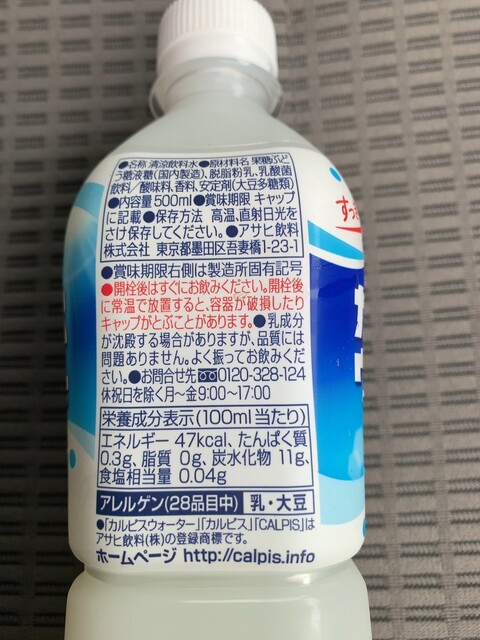 ●名称 清涼飲料水●原材料名 果糖ぶど
う糖液糖(国内製造)、脱脂粉乳、乳酸菌
飲料/酸味料、香料、安定剤(大豆多糖類)
●内容量 500ml●賞味期限 キャップ
に記載 ●保存方法 高温、直射日光を
さけ保存してください。●アサヒ飲料
株式会社 東京都墨田区吾妻橋1-23-1
●賞味期限右側は製造所固有記号
●開栓後はすぐにお飲みください。開栓後
に常温で放置すると、容器が破損したり
キャップがとぶことがあります。●乳成分
が沈殿する場合がありますが、品質には
問題ありません。よく振ってお飲みくだ
さい。●お問合せ先 0120-328-124
休祝日を除く月〜金9:00〜17:00
栄養成分表示(100ml当たり)
エネルギー 47kcal、たんぱく質
0.3g、脂質 0g、炭水化物 11g、
食塩相当量 0.04g
アレルゲン(28品目中) 乳・大豆
●「カルピスウォーター」「カルピス」「CALPIS」は
アサヒ飲料(株)の登録商標です。
ホームページ http://calpis.info